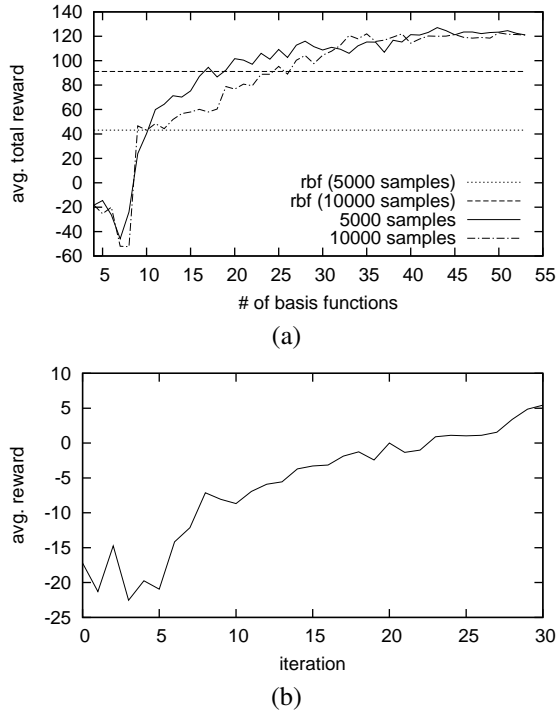 140
120
100
80
60
40
20
0
-20
-40
-60
avg. total reward
rbf (5000 samples)
rbf (10000 samples)
5000 samples
10000 samples
5 10 15 20 25 30 35 40 45 50 55
# of basis functions
(a)
10
5
0
-5
-10
-15
-20
-25
avg. reward
0 5 10 15 20 25 30
iteration
(b)